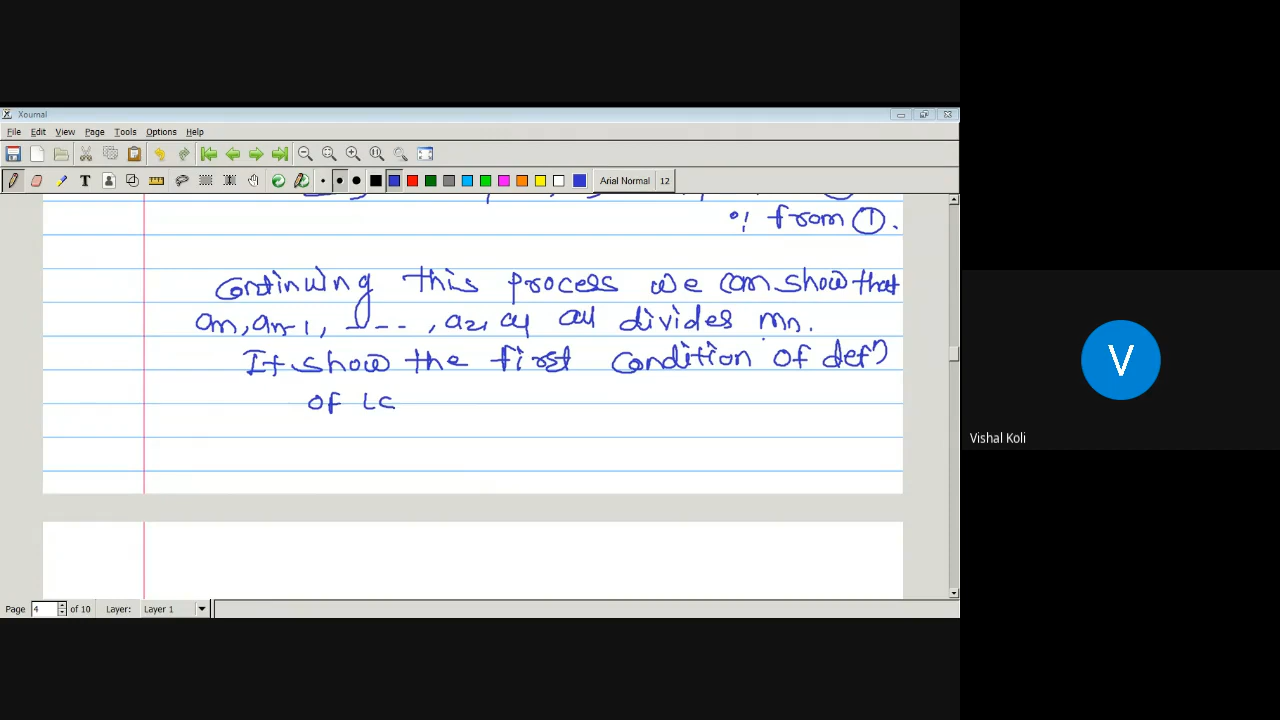 Xournal
File Edit View Page Tools Options Help
T Arial Normal 12
∵ from ①.
Continuing this process we can show that
an, an-1, ----, a2, a1 all divides mn.
It show the first condition of defⁿ
of LC
Page 4 of 10 Layer: Layer 1
V
Vishal Koli